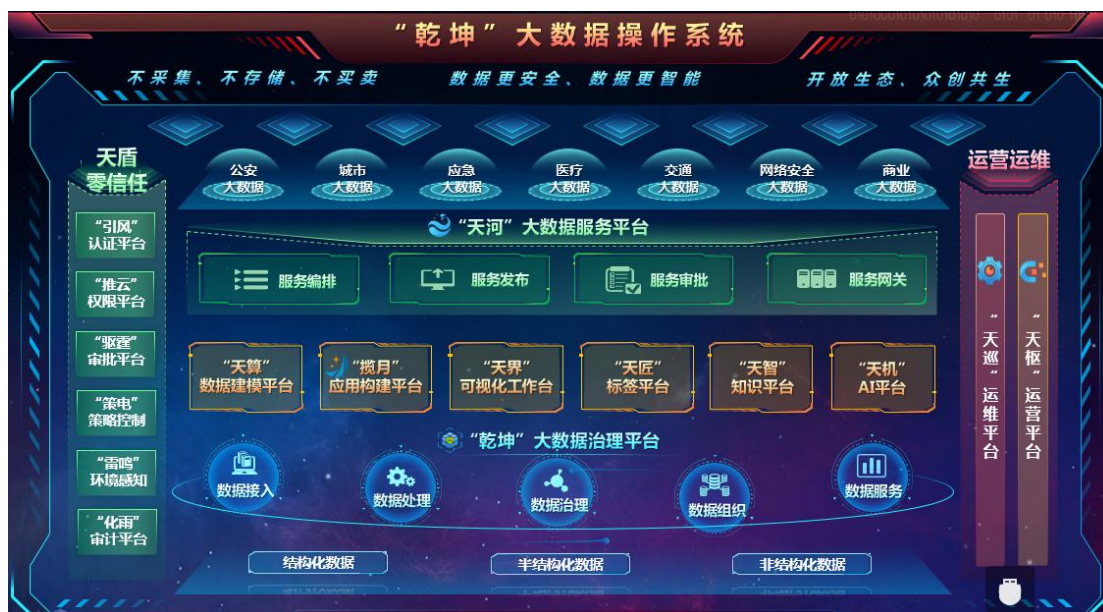 “乾坤”大数据操作系统
不采集、不存储、不买卖
数据更安全、数据更智能
开放生态、众创共生
天盾
零信任
“引风”
认证平台
“推云”
权限平台
“驱霆”
审批平台
“策电”
策略控制
“雷鸣”
环境感知
“化雨”
审计平台
公安
大数据
城市
大数据
应急
大数据
医疗
大数据
交通
大数据
网络安全
大数据
商业
大数据
“天河”大数据服务平台
服务编排
服务发布
服务审批
服务网关
“天算”
数据建模平台
“揽月”
应用构建平台
“天界”
可视化工作台
“天匠”
标签平台
“天智”
知识平台
“天机”
AI平台
“乾坤”大数据治理平台
数据接入
数据处理
数据治理
数据组织
数据服务
结构化数据
半结构化数据
非结构化数据
运营运维
“天巡”运维平台
“天枢”运营平台